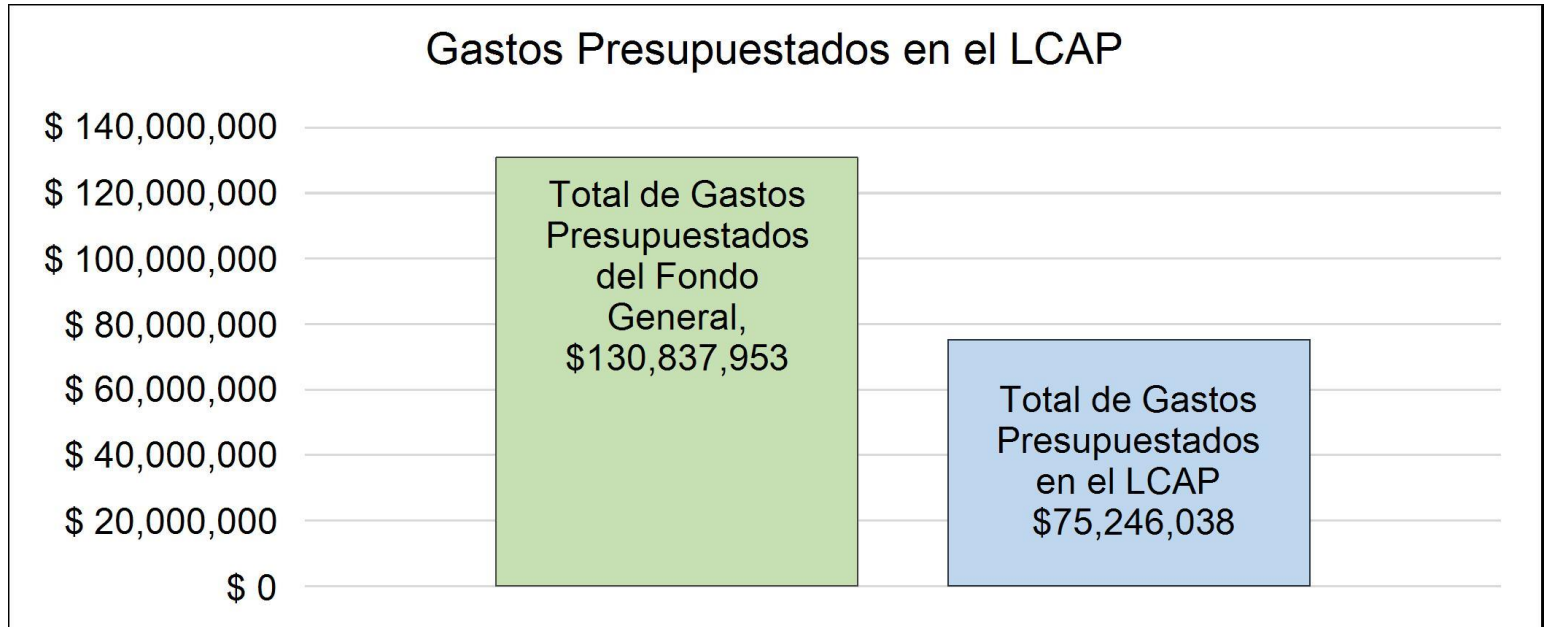 Gastos Presupuestados en el LCAP
$ 140,000,000
$ 120,000,000
$ 100,000,000
$ 80,000,000
$ 60,000,000
$ 40,000,000
$ 20,000,000
$ 0
Total de Gastos
Presupuestados
del Fondo
General,
$130,837,953
Total de Gastos
Presupuestados
en el LCAP
$75,246,038